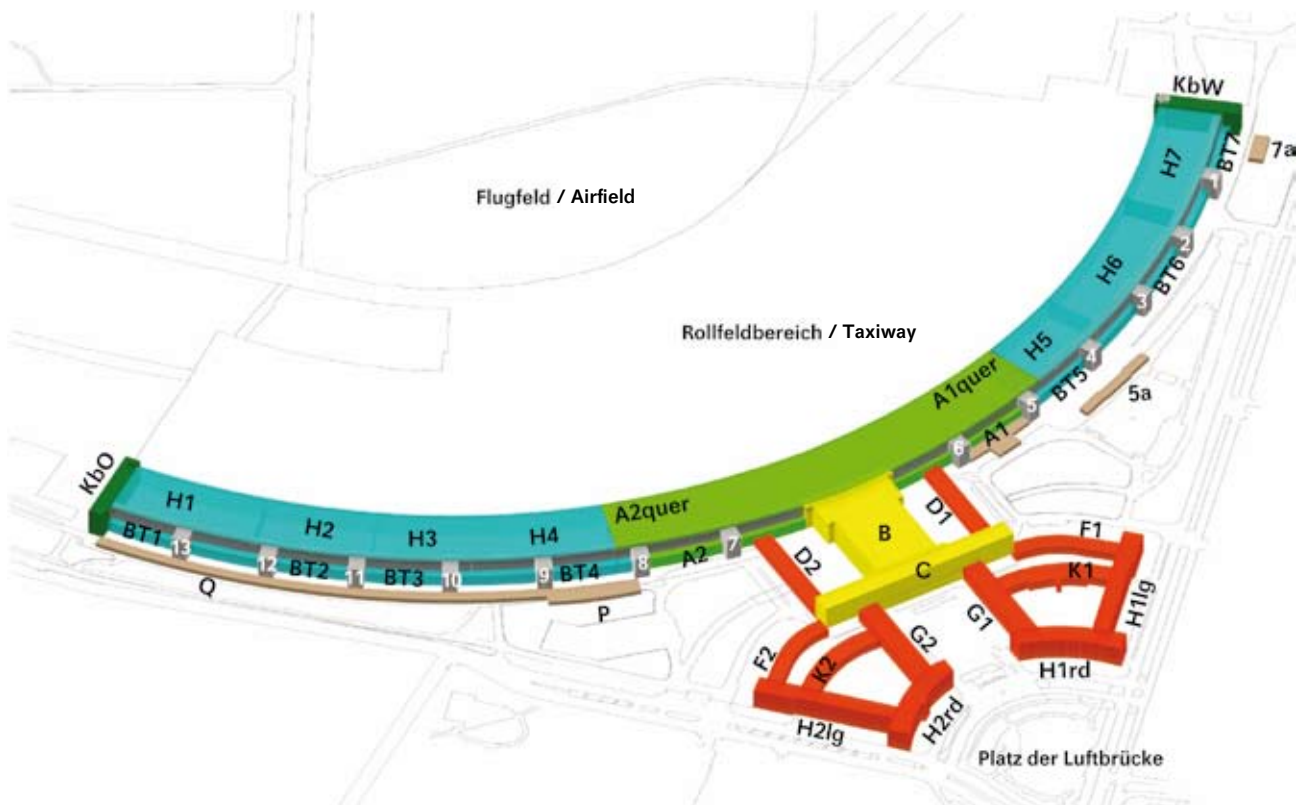 KbW
7a
BT7
H7
1
Flugfeld / Airfield
2
BT6
H6
3
Rollfeldbereich / Taxiway
H5
4
BT5
5a
A1quer
5
A1
6
KbO
H1
H2
H3
H4
A2quer
BT1
13
12
BT2
11
BT3
10
9
BT4
8
A2
7
Q
P
D1
B
D2
C
F1
K1
H1lg
G1
H1rd
F2
K2
G2
H2lg
H2rd
Platz der Luftbrücke